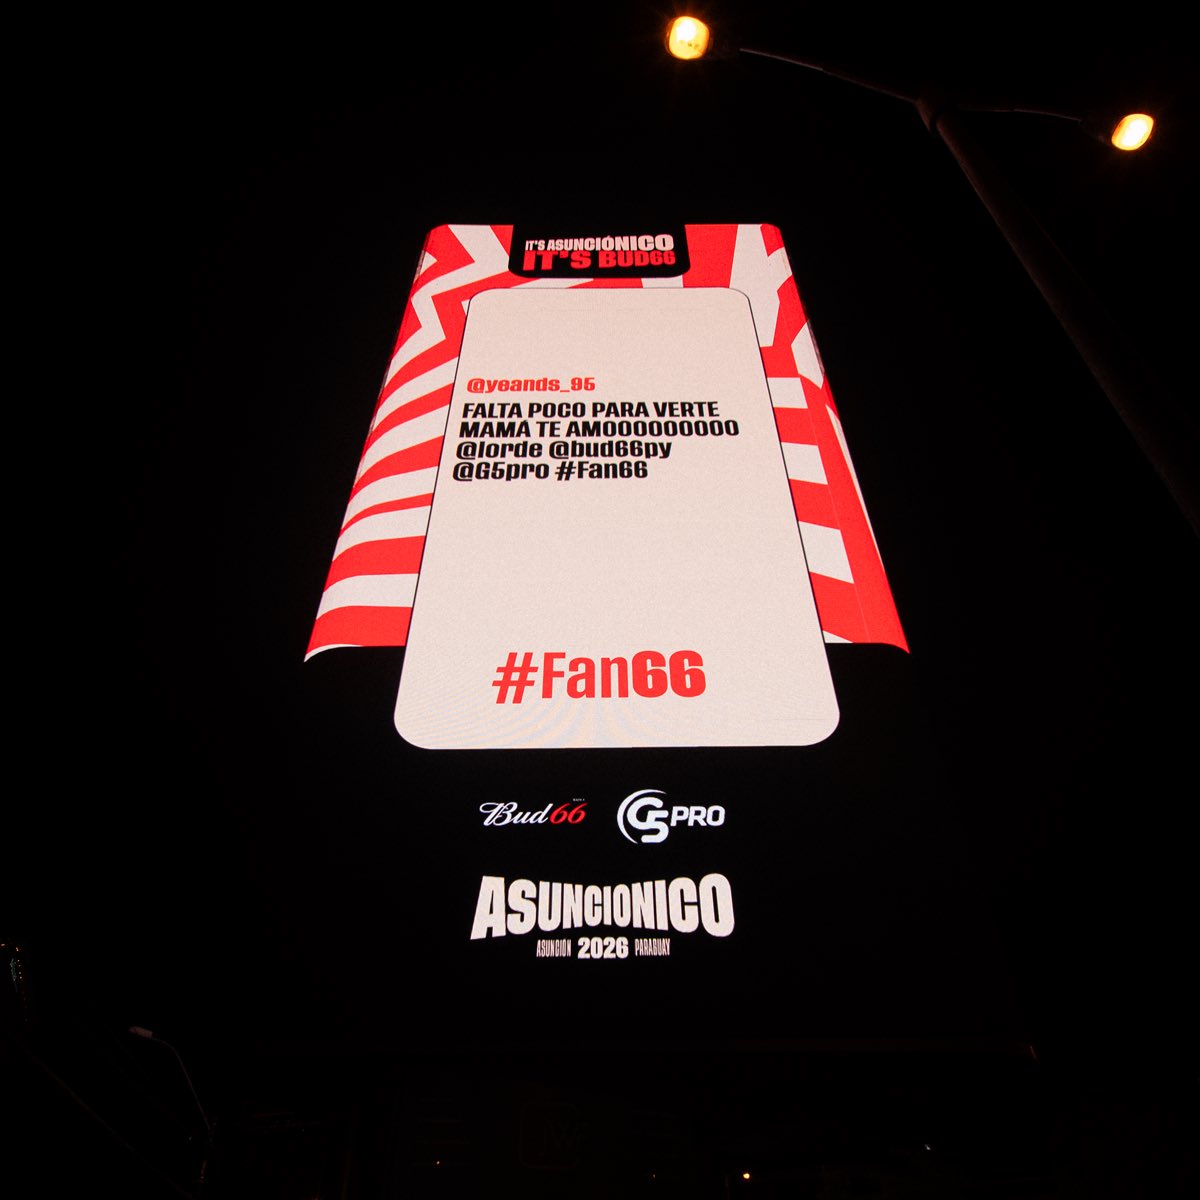 IT'S ASUNCIÓNICO
IT'S BUD66
@yeands_95
FALTA POCO PARA VERTE
MAMÁ TE AMOOOOOOOOO
@lorde @bud66py
@G5pro #Fan66
#Fan66
Bud66
G5PRO
ASUNCIONICO
ASUNCIÓN 2026 PARAGUAY